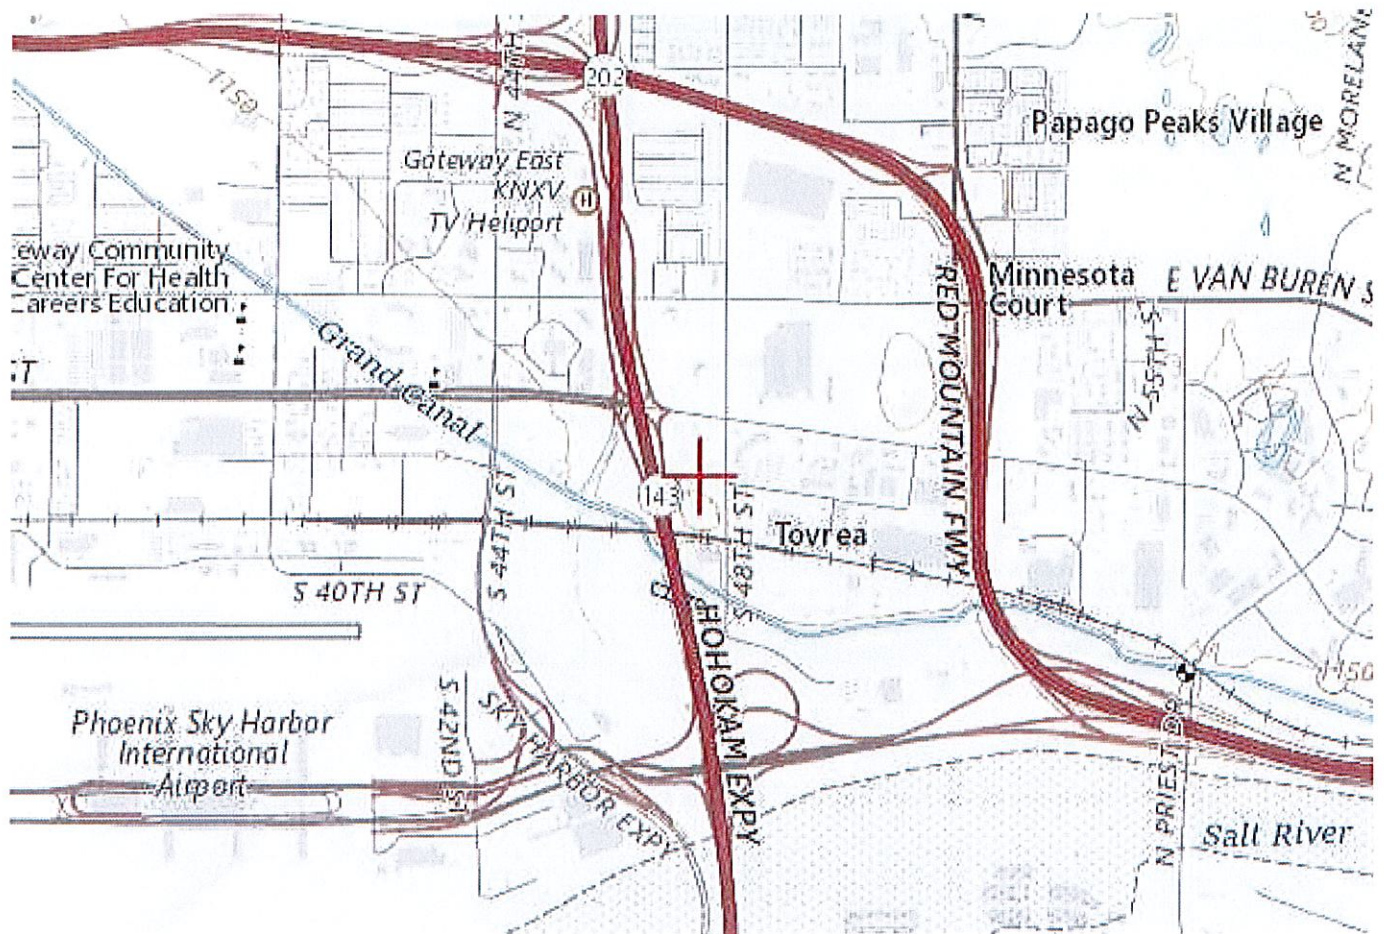 1150
N 44TH
202
Papago Peaks Village
N MORELAND
Gateway East
KNXV
TV Heliport
H
eway Community
Center For Health
areers Education
RED MOUNTAIN FWY
Minnesota
Court
E VAN BUREN S
N 55TH ST
ST
Grand Canal
143
S 44TH ST
S 48TH ST
Tovrea
S 40TH ST
HOHOKAM EXPY
1150
S 42ND ST
SKY HARBOR EXPY
Phoenix Sky Harbor
International
Airport
N PRIEST DR
Salt River